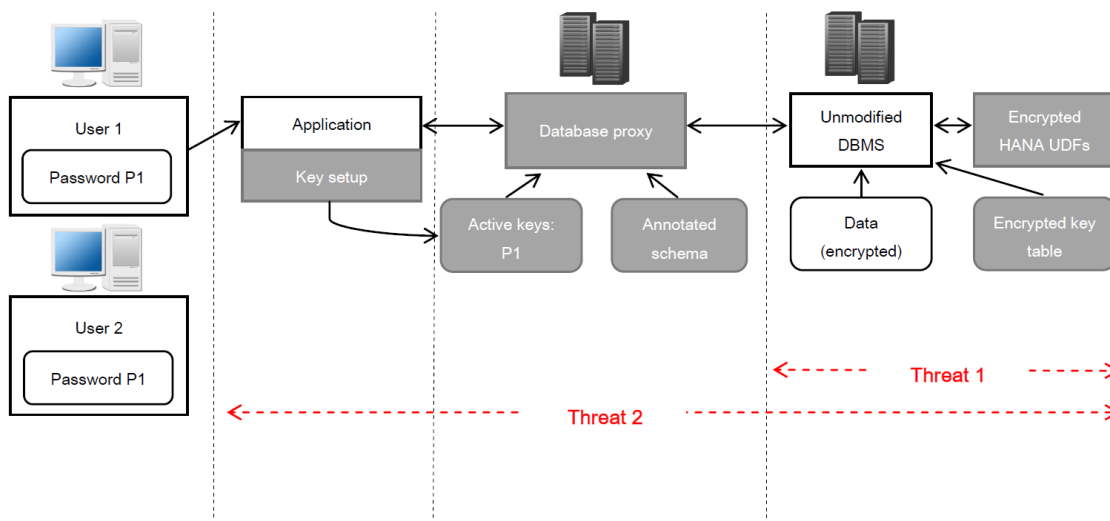 User 1
Password P1
User 2
Password P1
Application
Key setup
Database proxy
Active keys:
P1
Annotated
schema
Unmodified
DBMS
Encrypted
HANA UDFs
Data
(encrypted)
Encrypted key
table
Threat 1
Threat 2